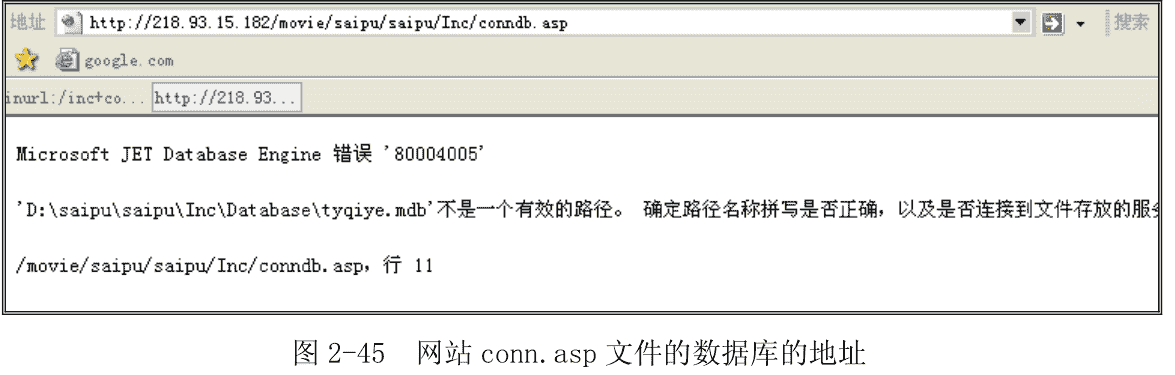 地址 http://218.93.15.182/movie/saipu/saipu/Inc/conndb.asp 搜索
google.com
inurl:/inc+co... http://218.93...
Microsoft JET Database Engine 错误 '80004005'
'D:\saipu\saipu\Inc\Database\tyqiye.mdb'不是一个有效的路径。 确定路径名称拼写是否正确，以及是否连接到文件存放的服
/movie/saipu/saipu/Inc/conndb.asp，行 11
图 2-45 网站 conn.asp 文件的数据库的地址